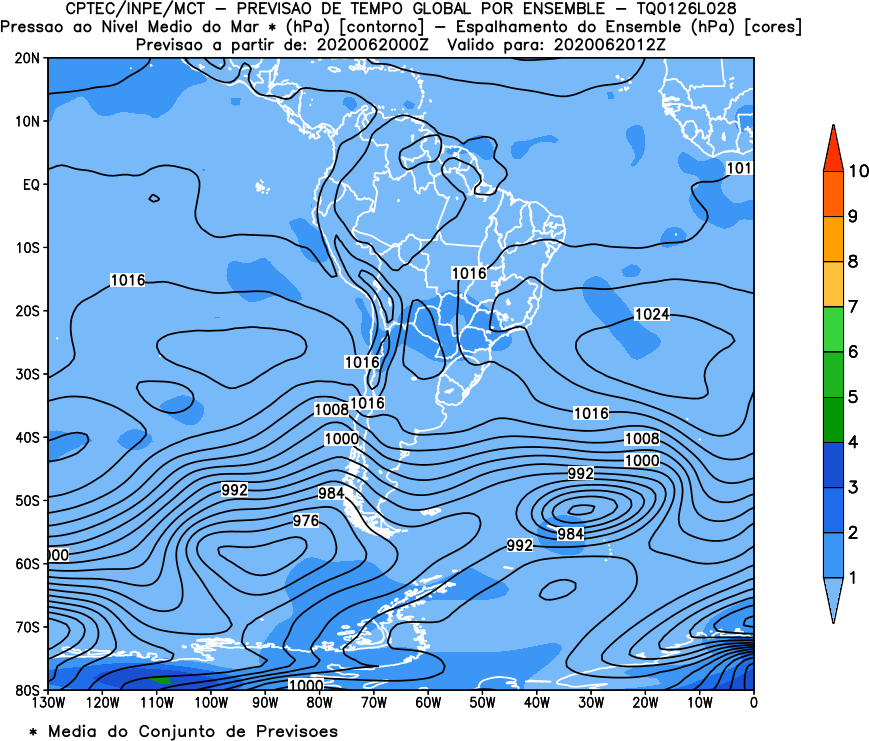 CPTEC/INPE/MCT – PREVISAO DE TEMPO GLOBAL POR ENSEMBLE – TQ0126L028
Pressao ao Nivel Medio do Mar * (hPa) [contorno] – Espalhamento do Ensemble (hPa) [cores]
Previsao a partir de: 2020062000Z Valido para: 2020062012Z
20N
10N
EQ
10S
20S
30S
40S
50S
60S
70S
80S
130W 120W 110W 100W 90W 80W 70W 60W 50W 40W 30W 20W 10W 0
101
1016
1016
1024
1016
1016
1008
1016
1000
1008
1000
992
992
984
976
984
992
000
1000
10
9
8
7
6
5
4
3
2
1
* Media do Conjunto de Previsoes